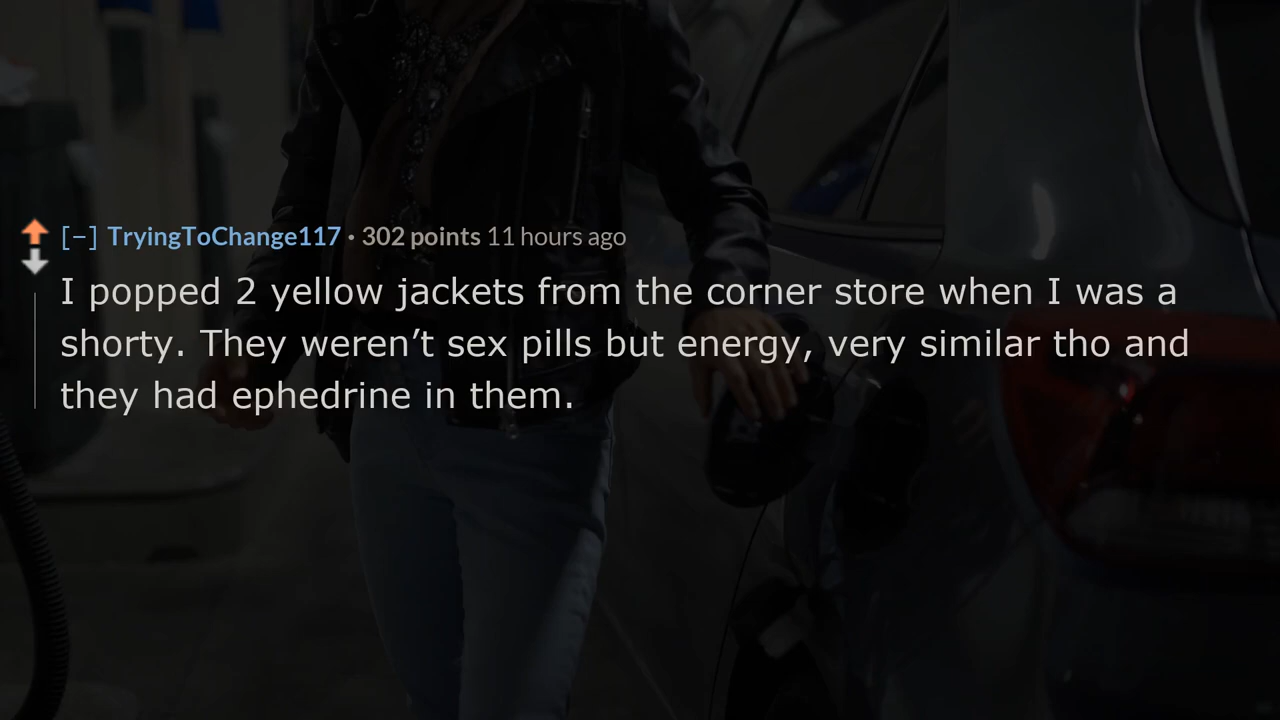 [–] TryingToChange117 · 302 points 11 hours ago
I popped 2 yellow jackets from the corner store when I was a
shorty. They weren’t sex pills but energy, very similar tho and
they had ephedrine in them.